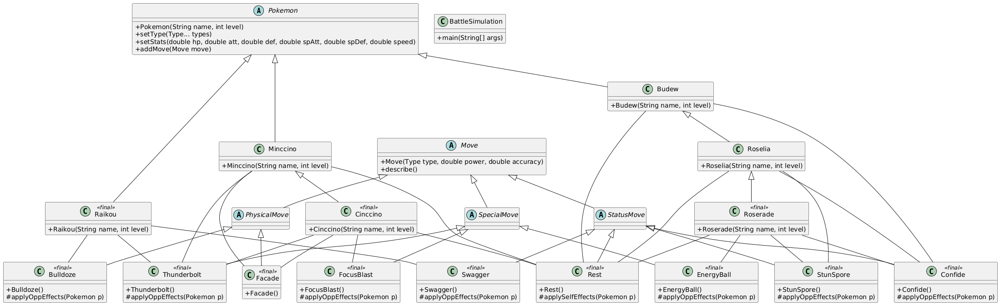 A Pokemon
+Pokemon(String name, int level)
+setType(Type... types)
+setStats(double hp, double att, double def, double spAtt, double spDef, double speed)
+addMove(Move move)
C BattleSimulation
+main(String[] args)
C Budew
+Budew(String name, int level)
C Minccino
+Minccino(String name, int level)
A Move
+Move(Type type, double power, double accuracy)
+describe()
C Roselia
+Roselia(String name, int level)
«final»
C Raikou
+Raikou(String name, int level)
A PhysicalMove
«final»
C Cinccino
+Cinccino(String name, int level)
A SpecialMove
A StatusMove
«final»
C Roserade
+Roserade(String name, int level)
«final»
C Bulldoze
+Bulldoze()
#applyOppEffects(Pokemon p)
«final»
C Thunderbolt
+Thunderbolt()
#applyOppEffects(Pokemon p)
«final»
C Facade
+Facade()
«final»
C FocusBlast
+FocusBlast()
#applyOppEffects(Pokemon p)
«final»
C Swagger
+Swagger()
#applyOppEffects(Pokemon p)
«final»
C Rest
+Rest()
#applySelfEffects(Pokemon p)
«final»
C EnergyBall
+EnergyBall()
#applyOppEffects(Pokemon p)
«final»
C StunSpore
+StunSpore()
#applyOppEffects(Pokemon p)
«final»
C Confide
+Confide()
#applyOppEffects(Pokemon p)